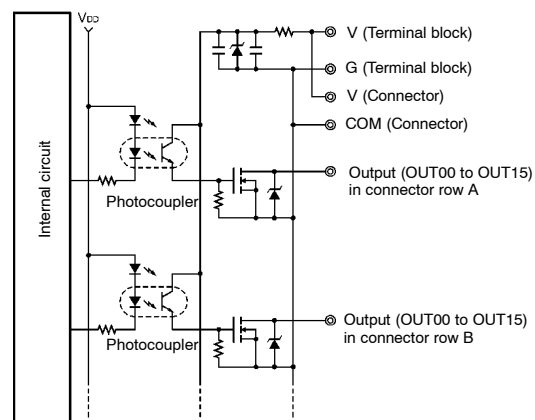 VDD
V (Terminal block)
G (Terminal block)
V (Connector)
COM (Connector)
Internal circuit
Output (OUT00 to OUT15)
in connector row A
Photocoupler
Output (OUT00 to OUT15)
in connector row B
Photocoupler